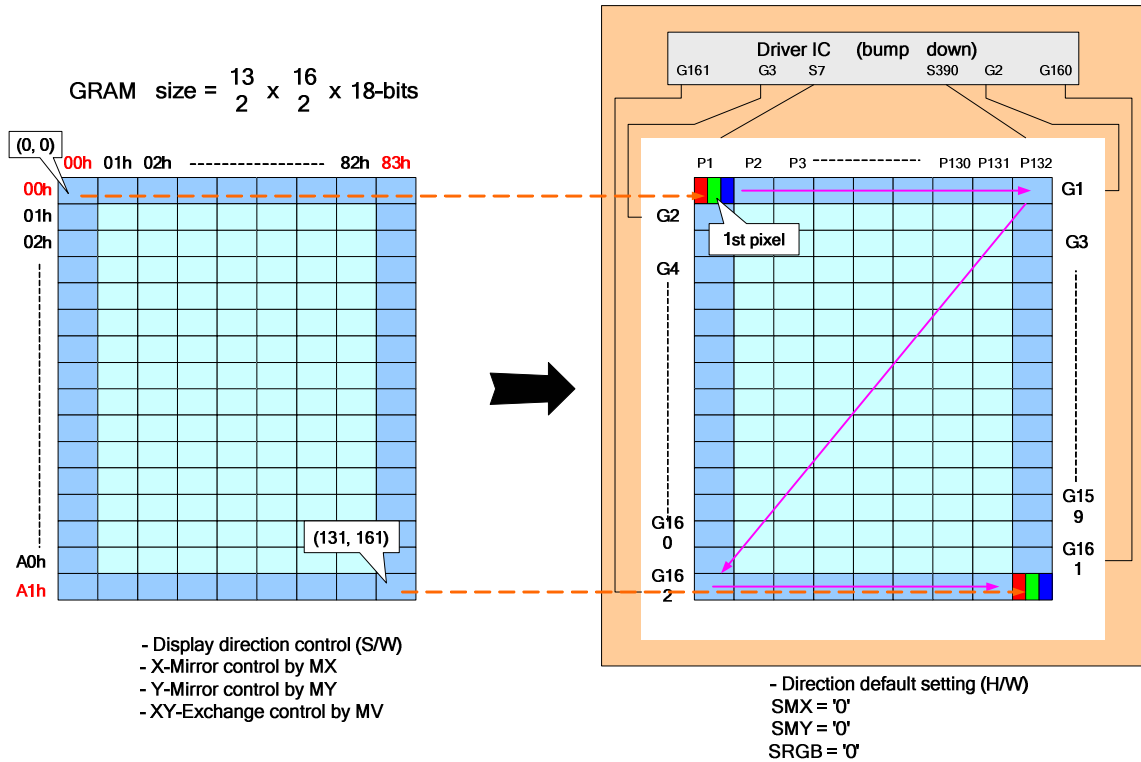 GRAM size = 13/2 x 16/2 x 18-bits
(0, 0)
00h 01h 02h 82h 83h
00h
01h
02h
A0h
A1h
(131, 161)
- Display direction control (S/W)
- X-Mirror control by MX
- Y-Mirror control by MY
- XY-Exchange control by MV
Driver IC (bump down)
G161 G3 S7 S390 G2 G160
P1 P2 P3 P130 P131 P132
G1
G2
1st pixel
G3
G4
G15
9
G16
0
G16
1
G16
2
- Direction default setting (H/W)
SMX = '0'
SMY = '0'
SRGB = '0'